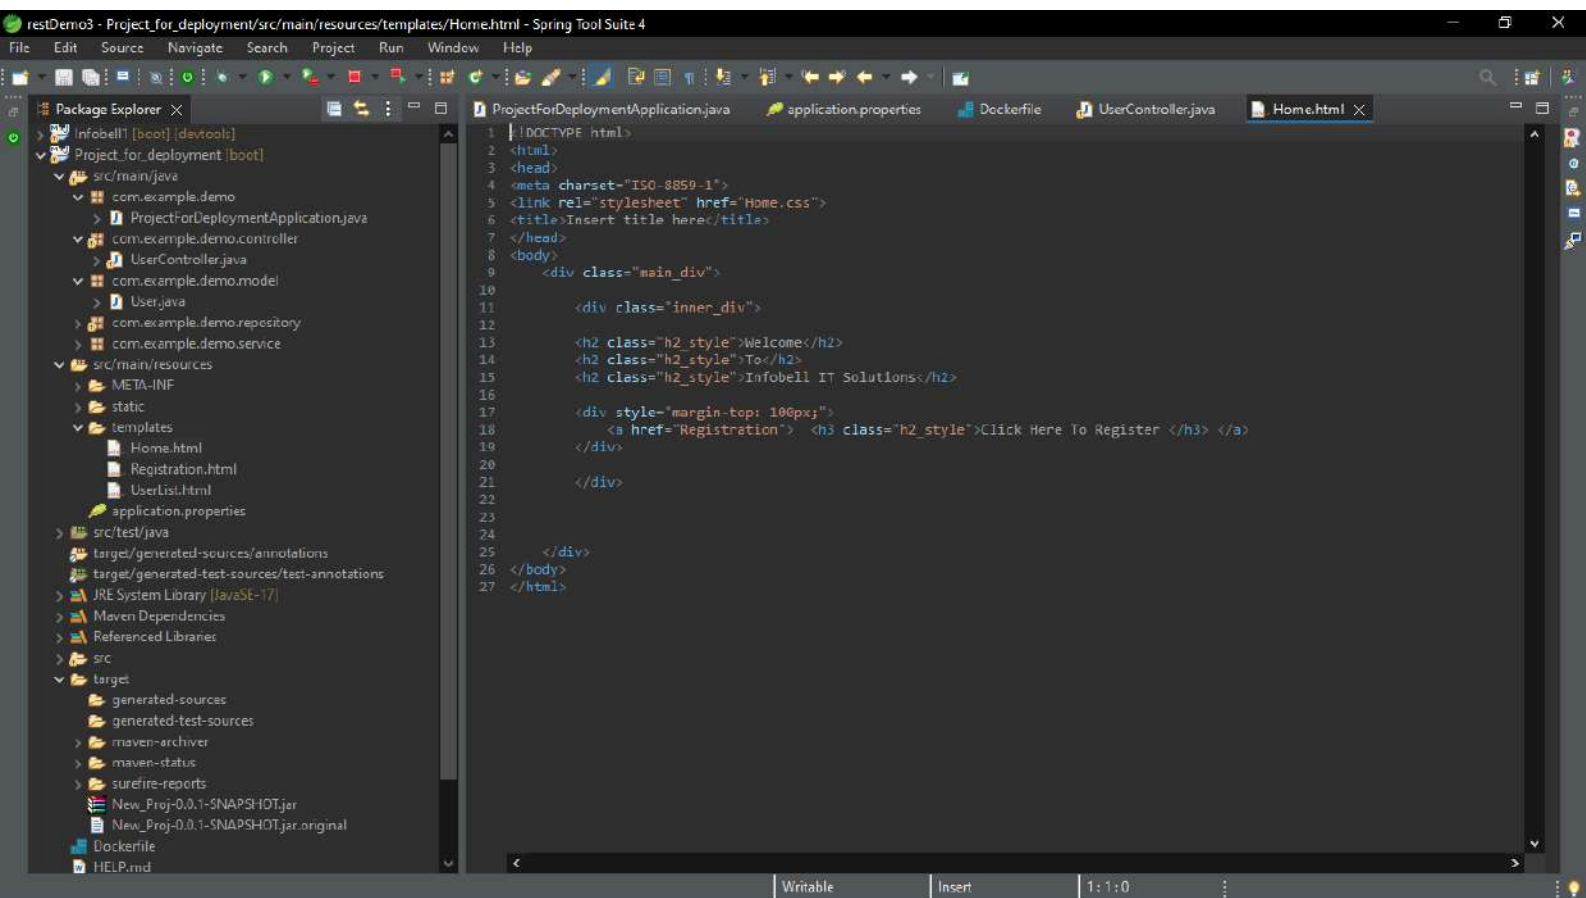 restDemo3 - Project_for_deployment/src/main/resources/templates/Home.html - Spring Tool Suite 4
File Edit Source Navigate Search Project Run Window Help
Package Explorer
Infobell1 [boot] [devtools]
Project_for_deployment [boot]
src/main/java
com.example.demo
ProjectForDeploymentApplication.java
com.example.demo.controller
UserController.java
com.example.demo.model
User.java
com.example.demo.repository
com.example.demo.service
src/main/resources
META-INF
static
templates
Home.html
Registration.html
UserList.html
application.properties
src/test/java
target/generated-sources/annotations
target/generated-test-sources/test-annotations
JRE System Library [JavaSE-17]
Maven Dependencies
Referenced Libraries
src
target
generated-sources
generated-test-sources
maven-archiver
maven-status
surefire-reports
New_Proj-0.0.1-SNAPSHOT.jar
New_Proj-0.0.1-SNAPSHOT.jar.original
Dockerfile
HELP.md
ProjectForDeploymentApplication.java application.properties Dockerfile UserController.java Home.html
1 <!DOCTYPE html>
2 <html>
3 <head>
4 <meta charset="ISO-8859-1">
5 <link rel="stylesheet" href="Home.css">
6 <title>Insert title here</title>
7 </head>
8 <body>
9 <div class="main_div">
10
11 <div class="inner_div">
12
13 <h2 class="h2_style">Welcome</h2>
14 <h2 class="h2_style">To</h2>
15 <h2 class="h2_style">Infobell IT Solutions</h2>
16
17 <div style="margin-top: 100px;">
18 <a href="Registration"> <h3 class="h2_style">Click Here To Register </h3> </a>
19 </div>
20
21 </div>
22
23
24
25 </div>
26 </body>
27 </html>
Writable Insert 1:1:0